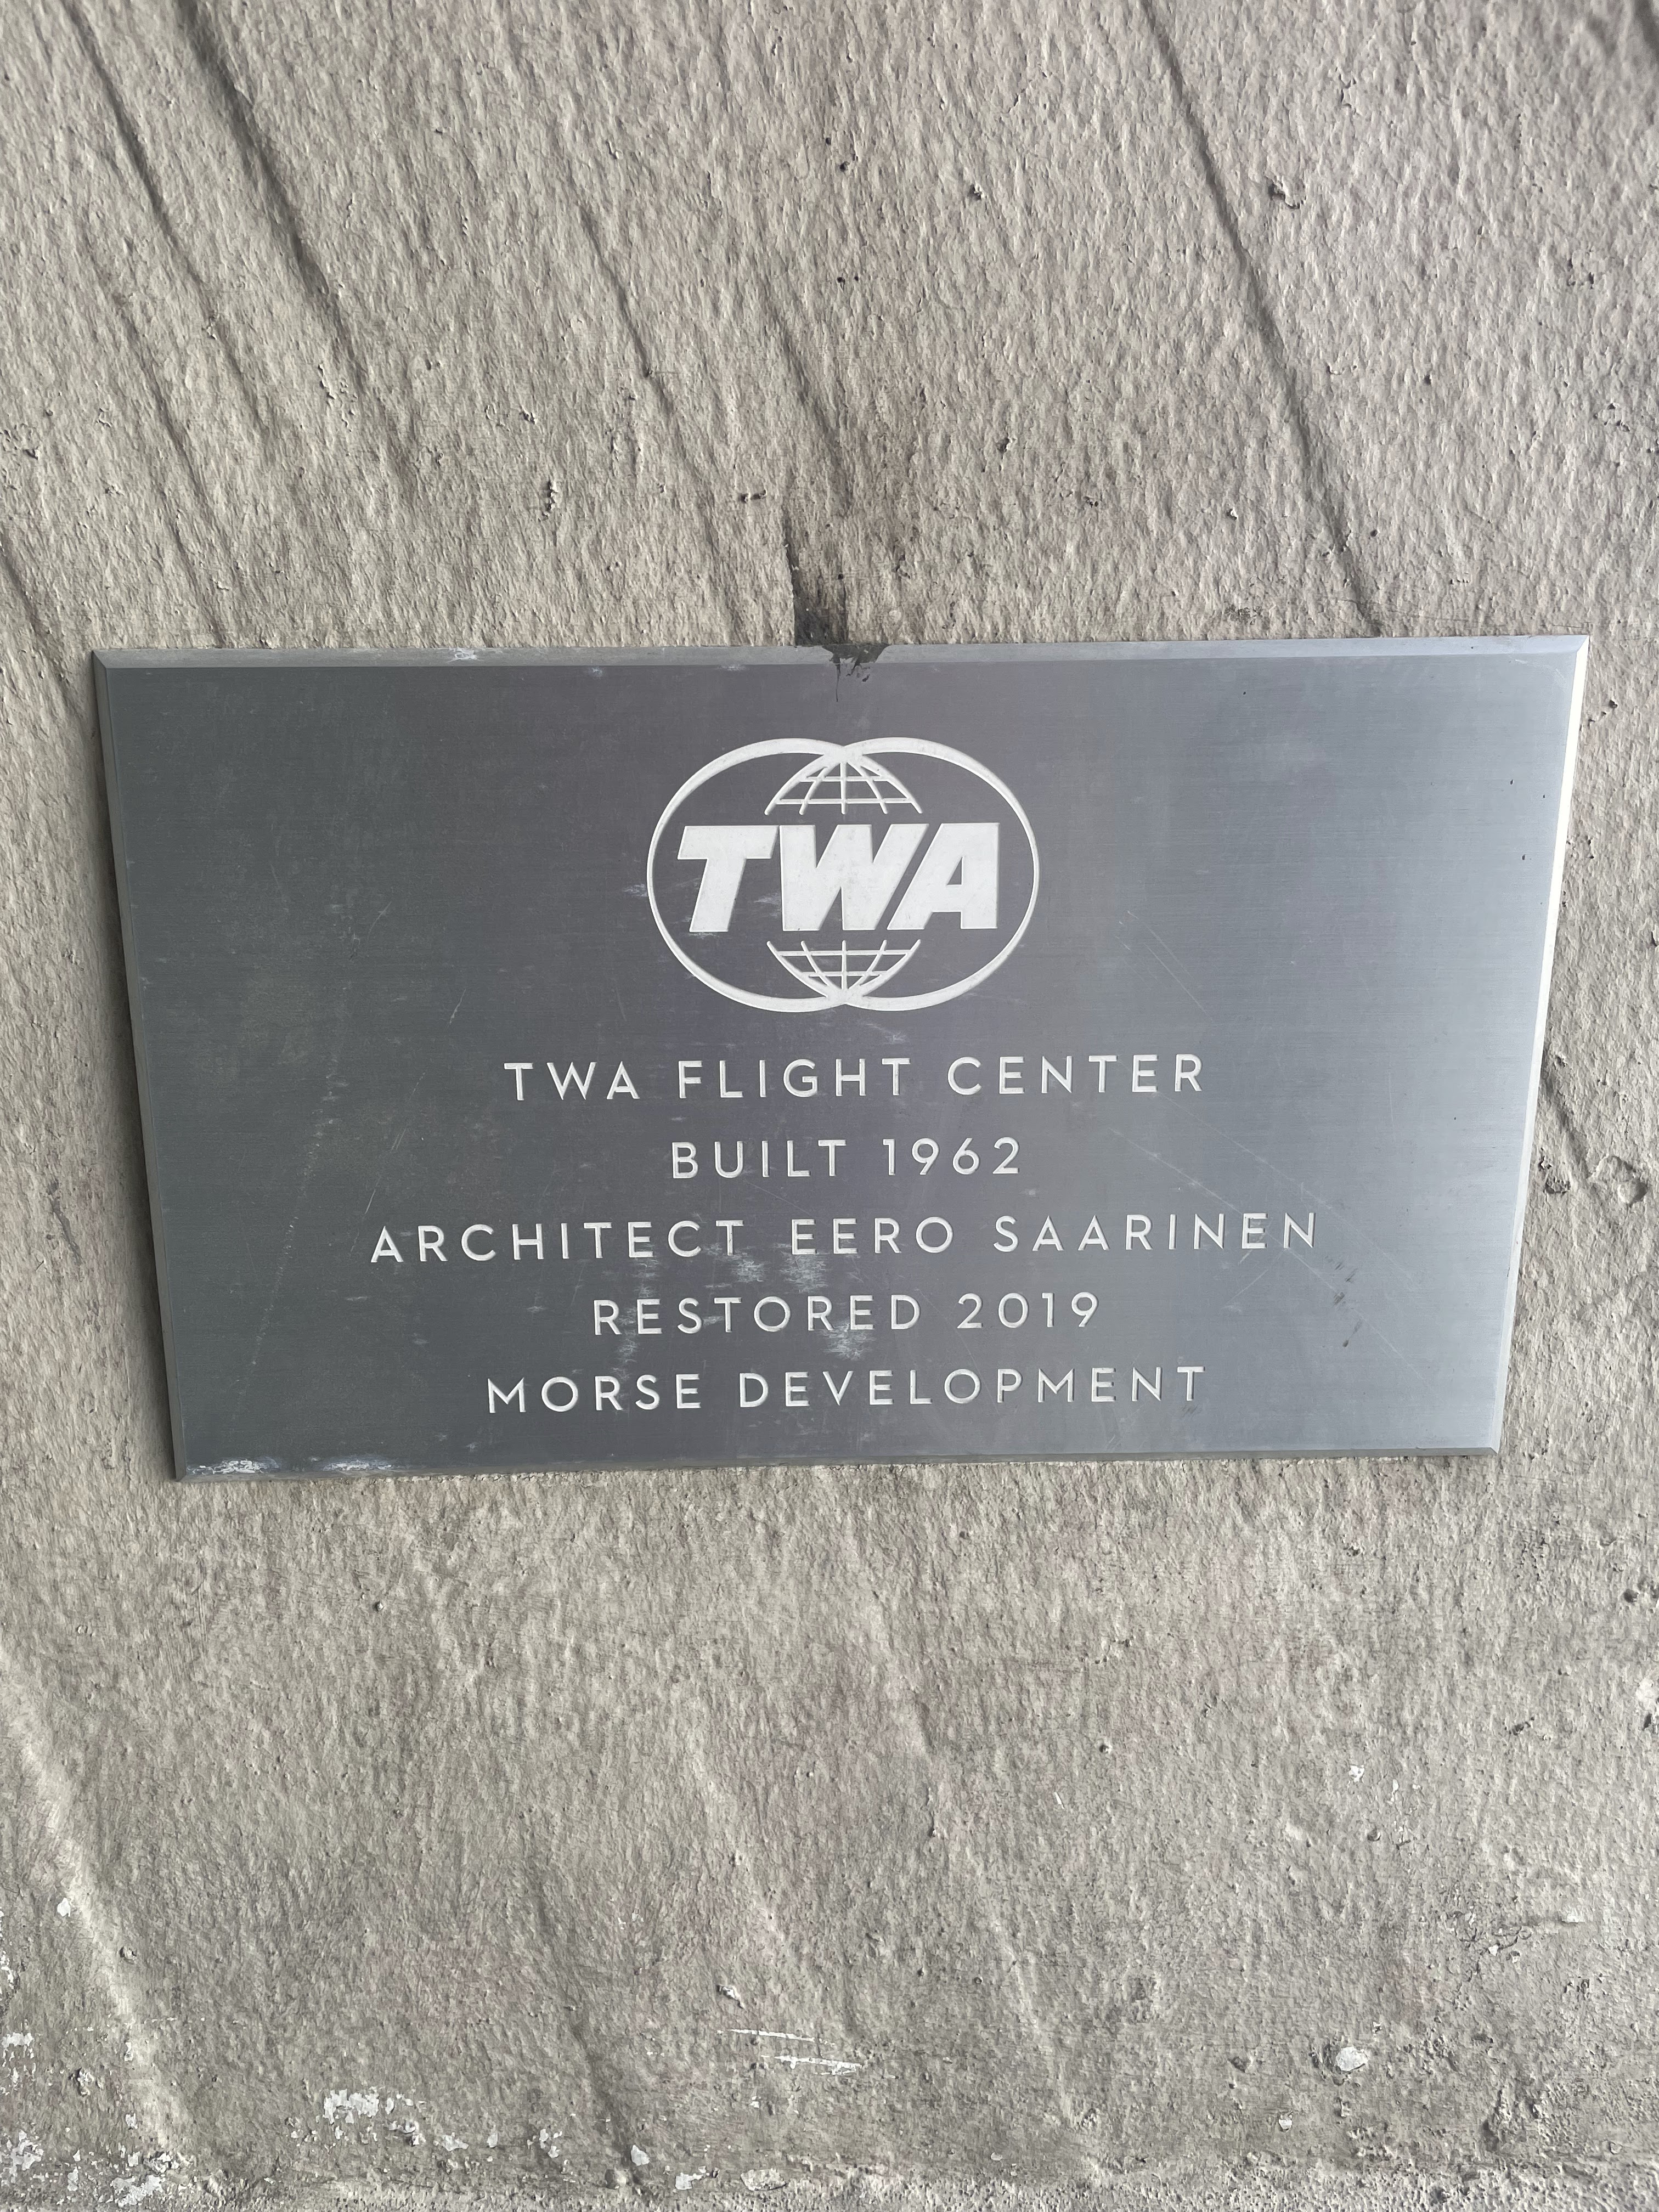 TWA
TWA FLIGHT CENTER
BUILT 1962
ARCHITECT EERO SAARINEN
RESTORED 2019
MORSE DEVELOPMENT